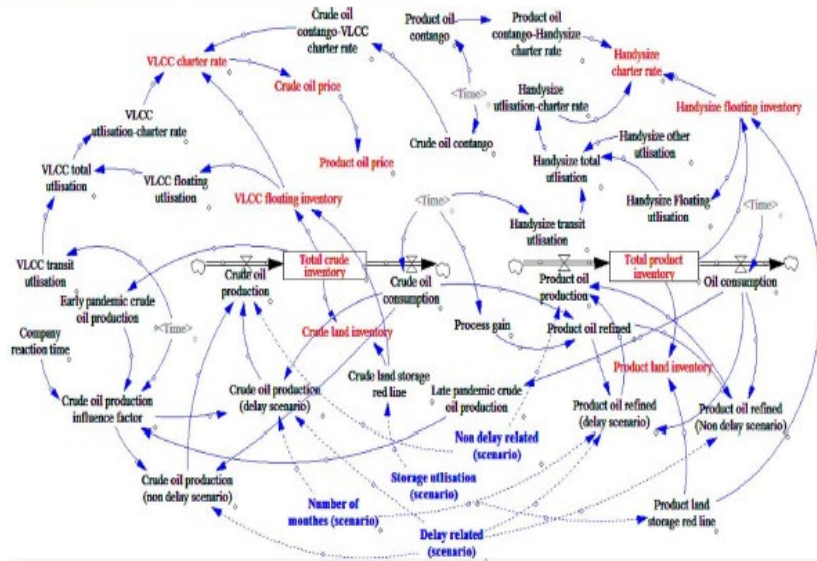 Crude oil
contango-VLCC
charter rate
Product oil
contango
Product oil
contango-Handysize
charter rate
VLCC charter rate
Handysize
charter rate
Crude oil price
<Time>
Handysize
utilisation-charter rate
Handysize floating inventory
VLCC
utlisation-charter rate
Crude oil contango
Handysize other
utilisation
Product oil price
VLCC total
utlisation
VLCC floating
utlisation
Handysize total
utilisation
VLCC floating inventory
<Time>
Handysize Floating
utlisation
<Time>
Handysize transit
utlisation
VLCC transit
utlisation
Crude oil
production
Total crude
inventory
Crude oil
consumption
Product oil
production
Total product
inventory
Oil consumption
Early pandemic crude
oil production
Company
reaction time
<Time>
Crude land inventory
Process gain
Product oil refined
Product land inventory
Crude land storage
red line
Crude oil production
influence factor
Crude oil production
(delay scenario)
Late pandemic crude
oil production
Product oil refined
(delay scenario)
Product oil refined
(Non delay scenario)
Non delay related
(scenario)
Crude oil production
(non delay scenario)
Storage utlisation
(scenario)
Number of
monthes (scenario)
Delay related
(scenario)
Product land
storage red line